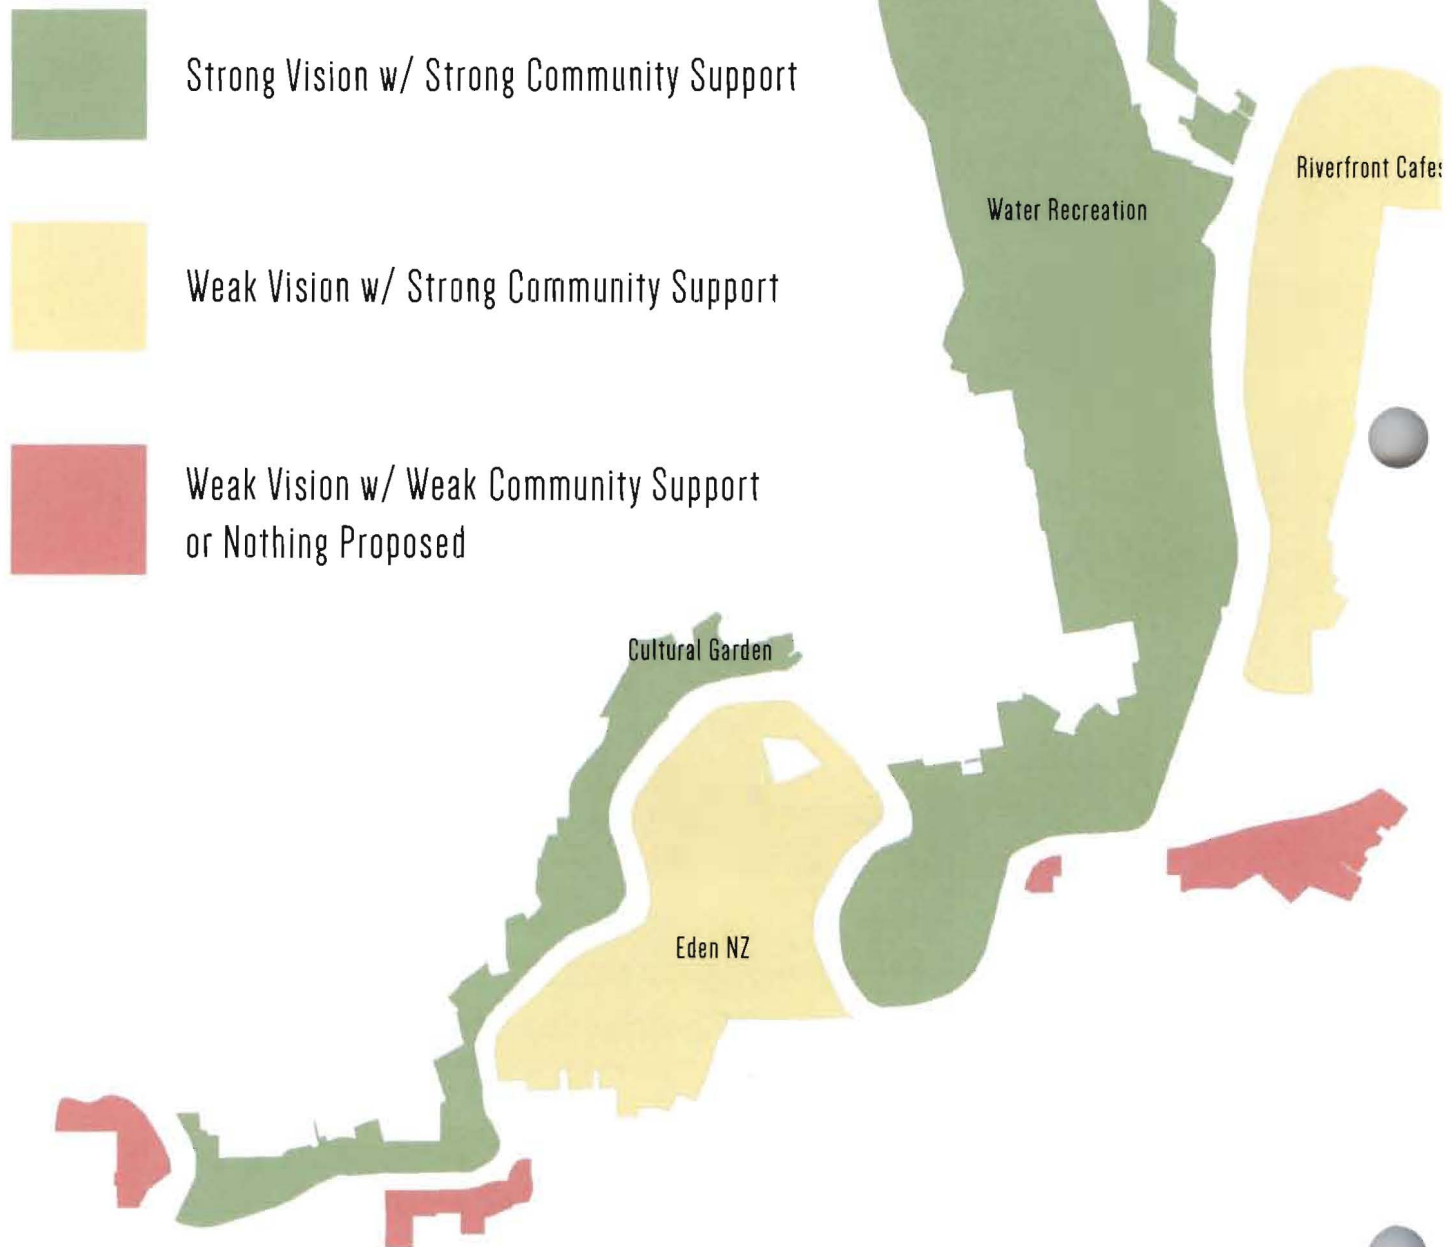 Strong Vision w/ Strong Community Support
Weak Vision w/ Strong Community Support
Weak Vision w/ Weak Community Support
or Nothing Proposed
Riverfront Cafes
Water Recreation
Cultural Garden
Eden NZ